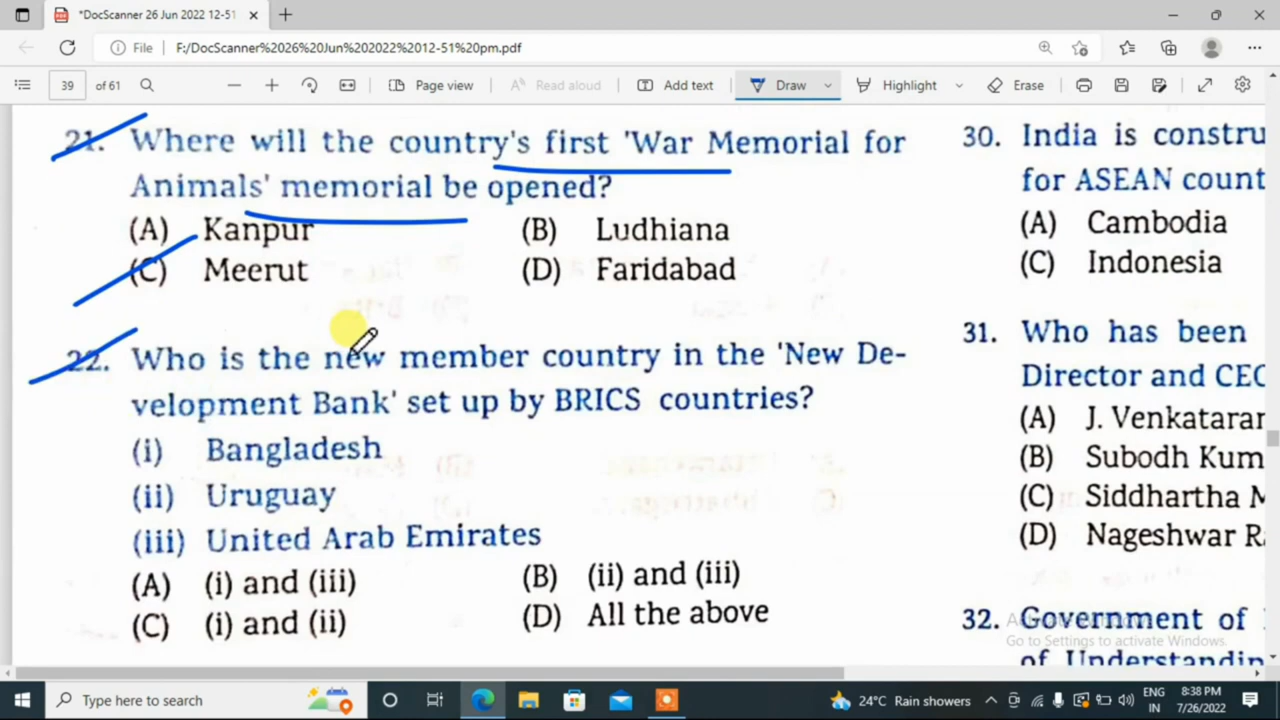 *DocScanner 26 Jun 2022 12-51
File F:/DocScanner%2026%20Jun%202022%2012-51%20pm.pdf
39 of 61 Page view Read aloud Add text Draw Highlight Erase
21. Where will the country's first 'War Memorial for
Animals' memorial be opened?
(A) Kanpur (B) Ludhiana
(C) Meerut (D) Faridabad
22. Who is the new member country in the 'New De-
velopment Bank' set up by BRICS countries?
(i) Bangladesh
(ii) Uruguay
(iii) United Arab Emirates
(A) (i) and (iii) (B) (ii) and (iii)
(C) (i) and (ii) (D) All the above
30. India is constru
for ASEAN count
(A) Cambodia
(C) Indonesia
31. Who has been
Director and CEO
(A) J. Venkatarar
(B) Subodh Kum
(C) Siddhartha M
(D) Nageshwar R
32. Government of
of Understandin
Activate Windows
Go to Settings to activate Windows.
Type here to search
24°C Rain showers
ENG
IN
8:38 PM
7/26/2022